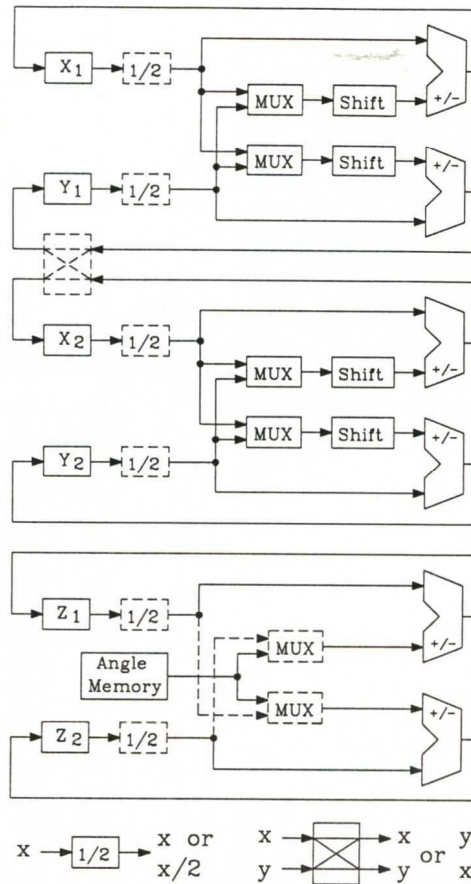 X1 1/2
MUX Shift +/-
MUX Shift +/-
Y1 1/2
X2 1/2
MUX Shift +/-
MUX Shift +/-
Y2 1/2
Z1 1/2
MUX +/-
Angle
Memory
MUX +/-
Z2 1/2
x 1/2 x or
x/2
x x or y
y y x